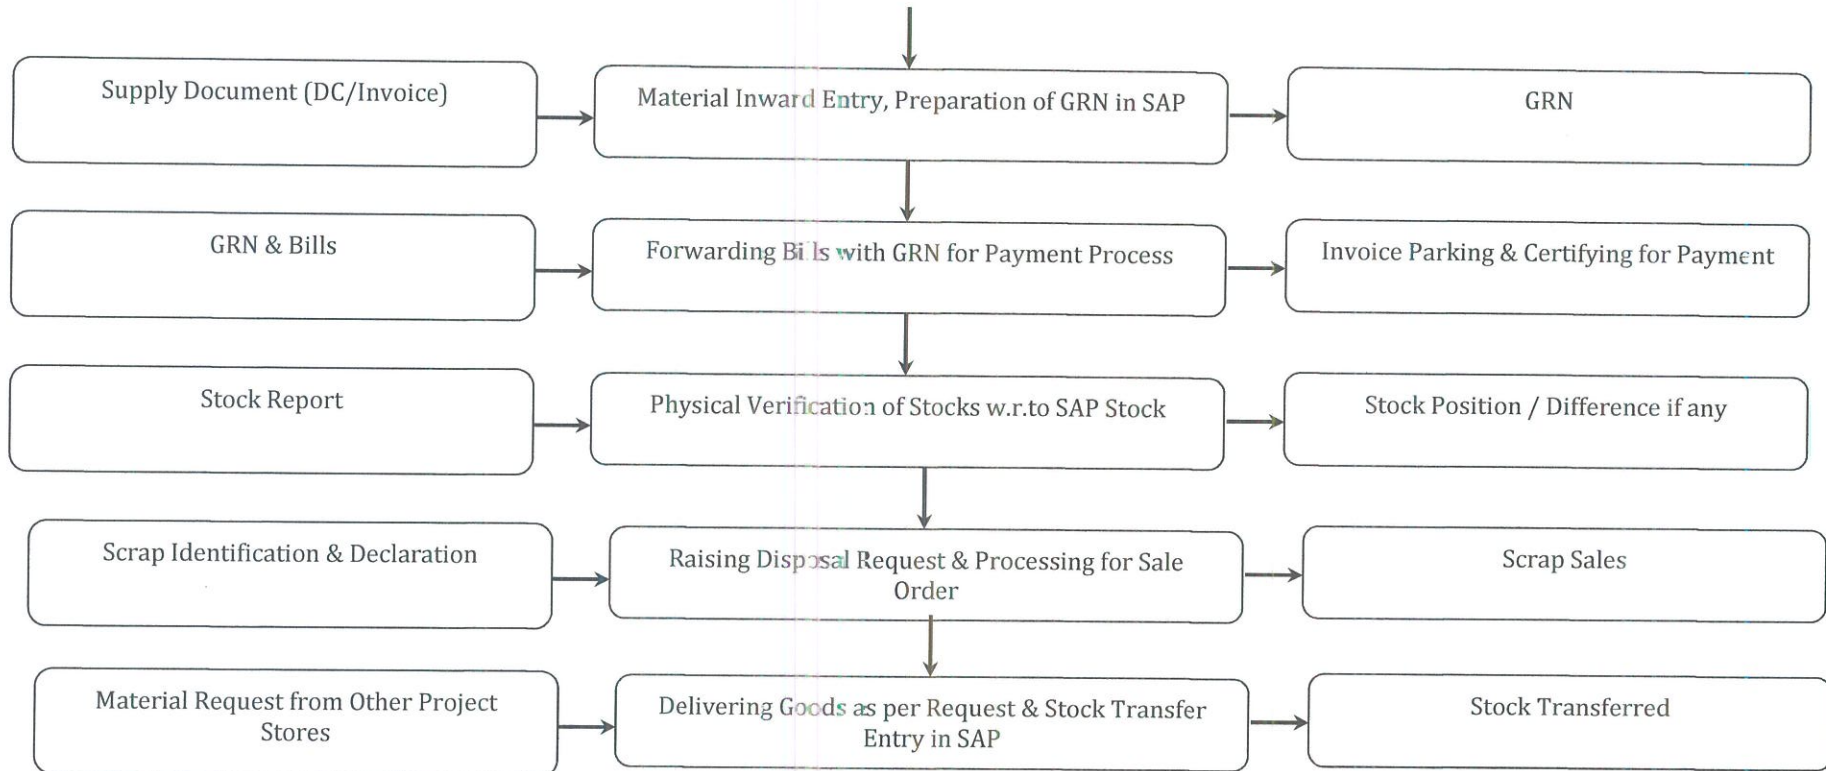 Supply Document (DC/Invoice)
Material Inward Entry, Preparation of GRN in SAP
GRN
GRN & Bills
Forwarding Bills with GRN for Payment Process
Invoice Parking & Certifying for Payment
Stock Report
Physical Verification of Stocks w.r.to SAP Stock
Stock Position / Difference if any
Scrap Identification & Declaration
Raising Disposal Request & Processing for Sale
Order
Scrap Sales
Material Request from Other Project
Stores
Delivering Goods as per Request & Stock Transfer
Entry in SAP
Stock Transferred